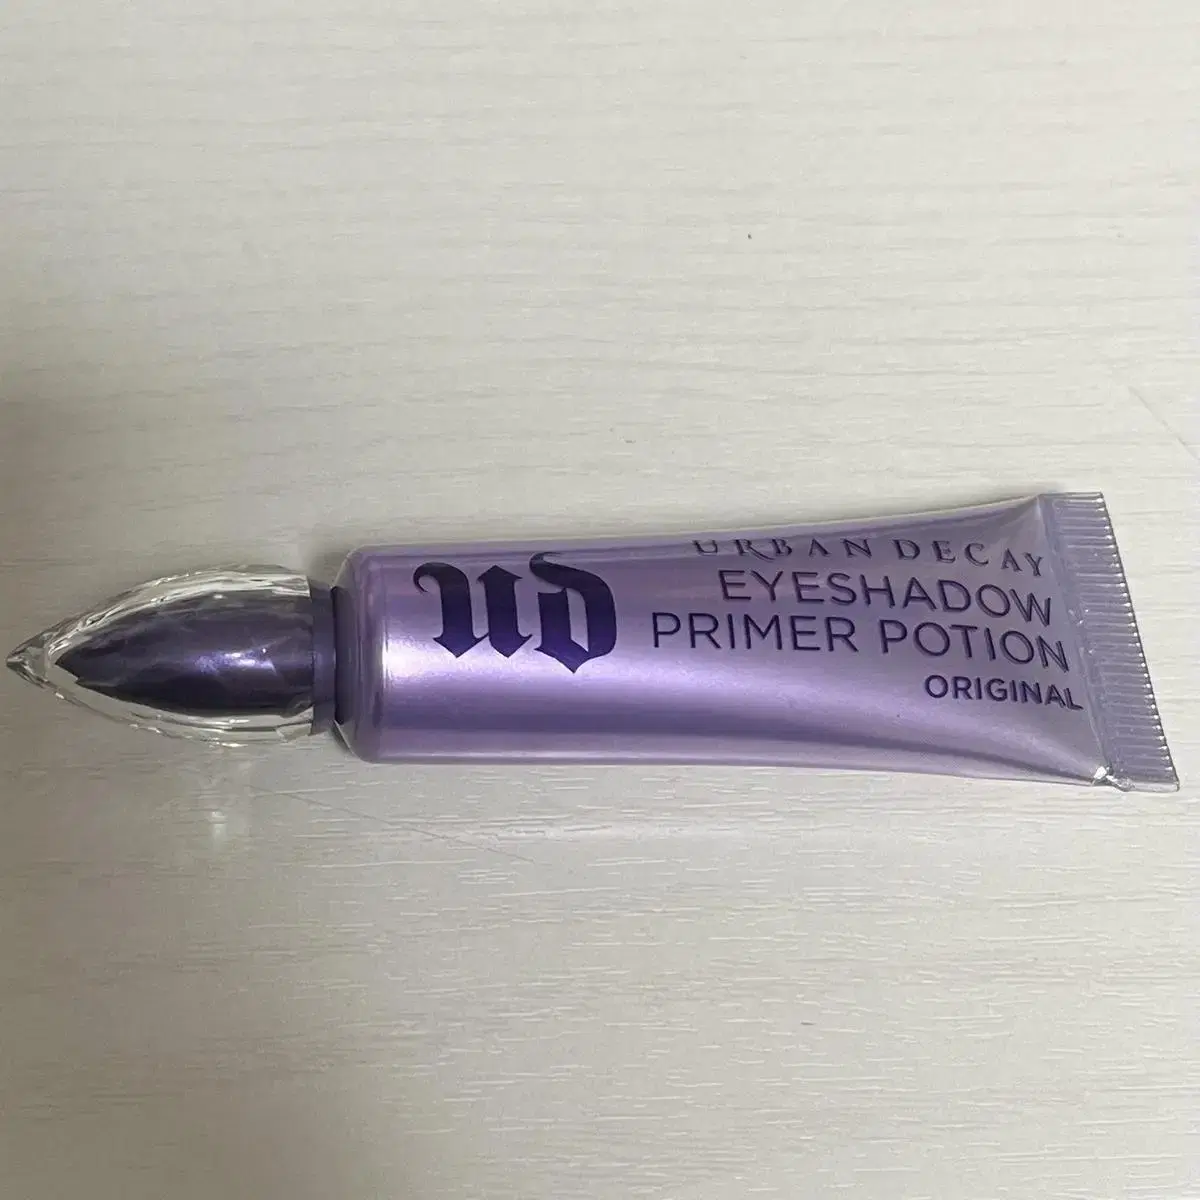 ud
URBAN DECAY
EYESHADOW
PRIMER POTION
ORIGINAL